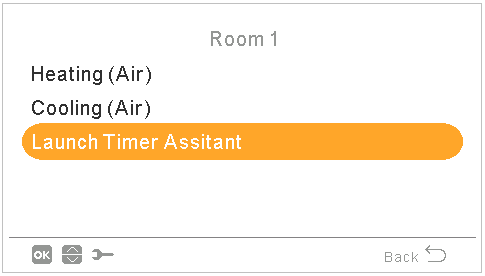 Room 1
Heating (Air)
Cooling (Air)
Launch Timer Assitant
OK Back